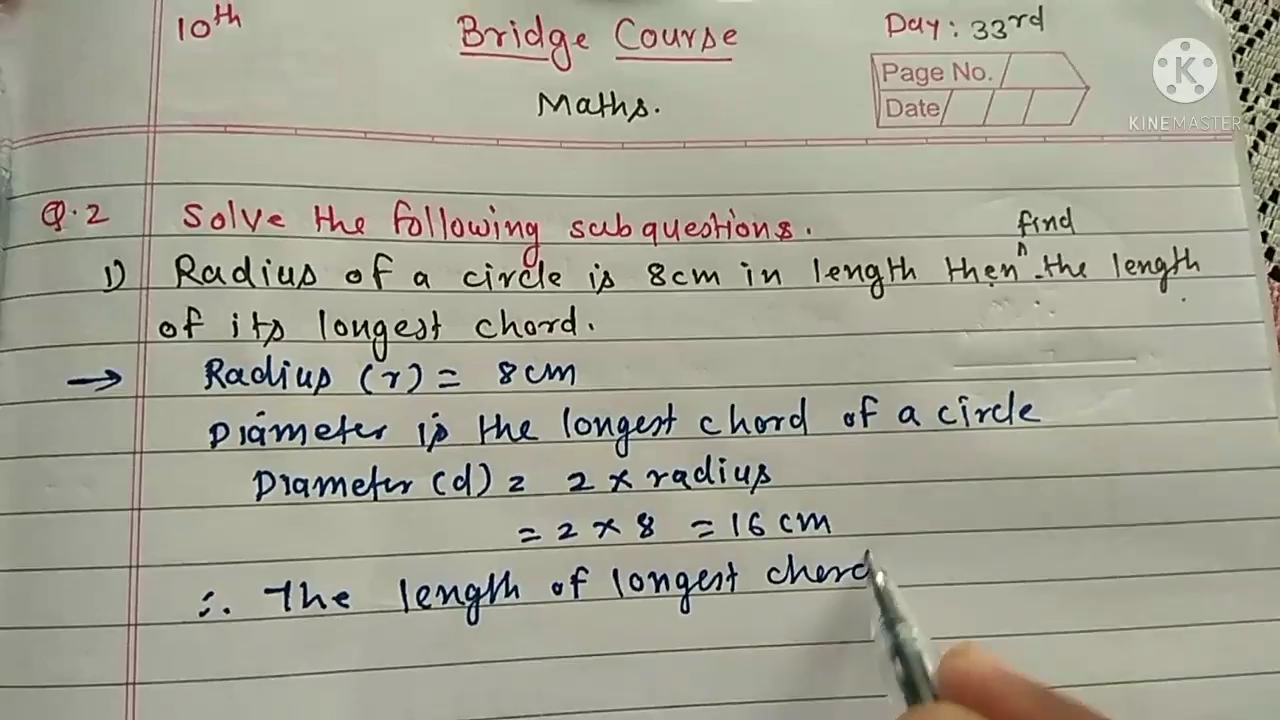 10th
Bridge Course
Day: 33rd
Maths.
Page No.
Date
KINEMASTER
Q.2 Solve the following subquestions.
find
1) Radius of a circle is 8cm in length then the length
of its longest chord.
→ Radius (r) = 8cm
Diameter is the longest chord of a circle
Diameter (d) = 2 × radius
= 2 × 8 = 16 cm
∴ The length of longest chord